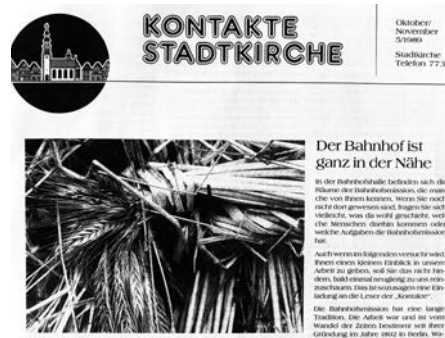 KONTAKTE
STADTKIRCHE
Oktober/
November
5/1989
Stadtkirche
Telefon 773
Der Bahnhof ist
ganz in der Nähe
In der Bahnhofshalle befinden sich die
Räume der Bahnhofsmission, die man-
che von Ihnen kennen. Wenn Sie noch
nicht dort gewesen sind, fragen Sie sich
vielleicht, was da wohl geschieht, wel-
che Menschen dorthin kommen oder
welche Aufgaben die Bahnhofsmission
hat.
Auch wenn im folgenden versucht wird,
Ihnen einen kleinen Einblick in unsere
Arbeit zu geben, soll Sie das nicht hin-
dern, bald einmal neugierig zu uns rein-
zuschauen. Das ist sozusagen eine Ein-
ladung an die Leser der „Kontakte“.
Die Bahnhofsmission hat eine lange
Tradition. Die Arbeit war und ist vom
Wandel der Zeiten bestimmt seit ihrer
Gründung im Jahre 1892 in Berlin. Wa-